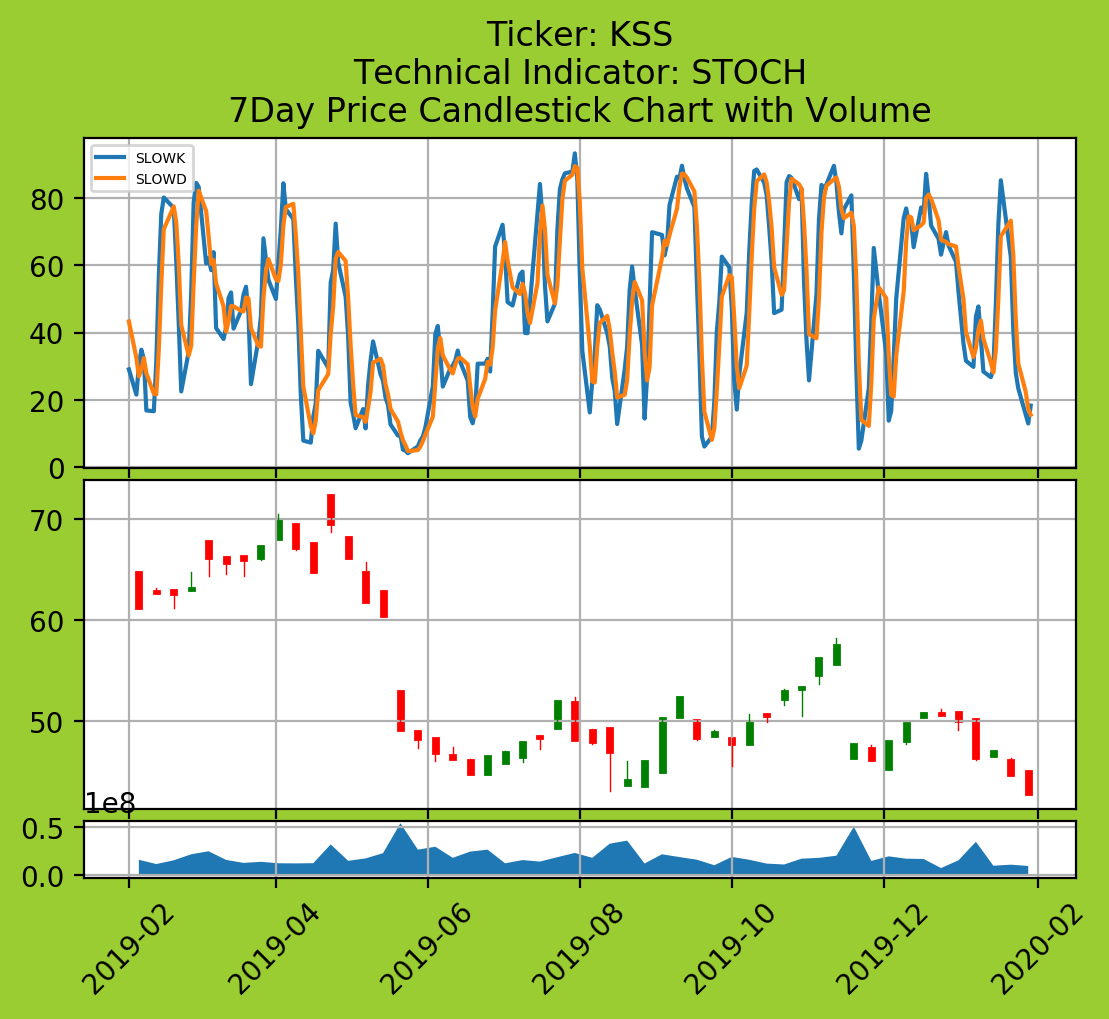 Ticker: KSS
Technical Indicator: STOCH
7Day Price Candlestick Chart with Volume
SLOWK
SLOWD
80
60
40
20
0
70
60
50
1e8
0.5
0.0
2019-02
2019-04
2019-06
2019-08
2019-10
2019-12
2020-02